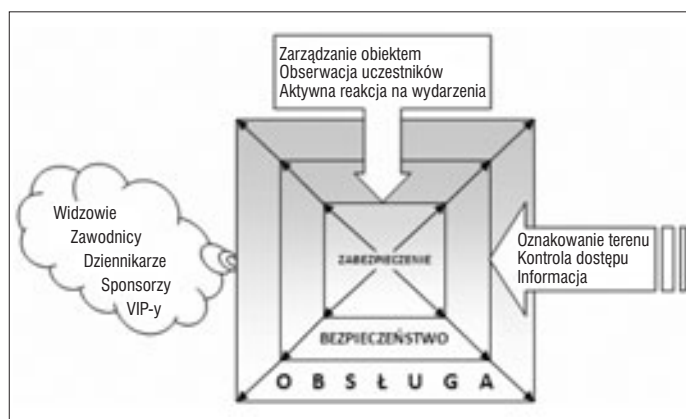 Zarządzanie obiektem
Obserwacja uczestników
Aktywna reakcja na wydarzenia
Widzowie
Zawodnicy
Dziennikarze
Sponsorzy
VIP-y
Oznakowanie terenu
Kontrola dostępu
Informacja
ZABEZPIECZENIE
BEZPIECZEŃSTWO
O B S Ł U G A